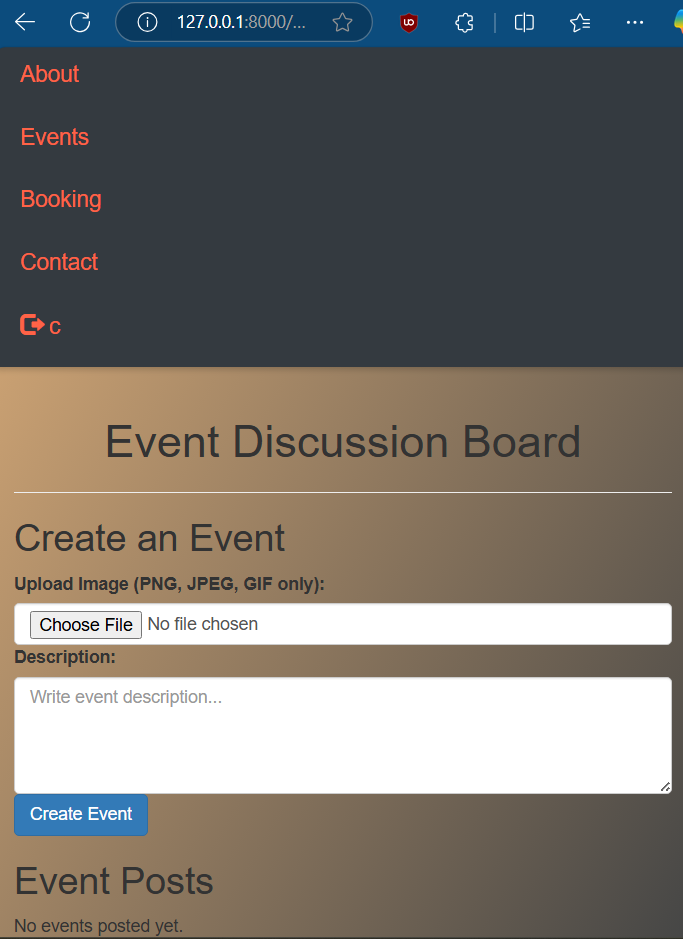 127.0.0.1:8000/...
About
Events
Booking
Contact
c
Event Discussion Board
Create an Event
Upload Image (PNG, JPEG, GIF only):
Choose File No file chosen
Description:
Write event description...
Create Event
Event Posts
No events posted yet.